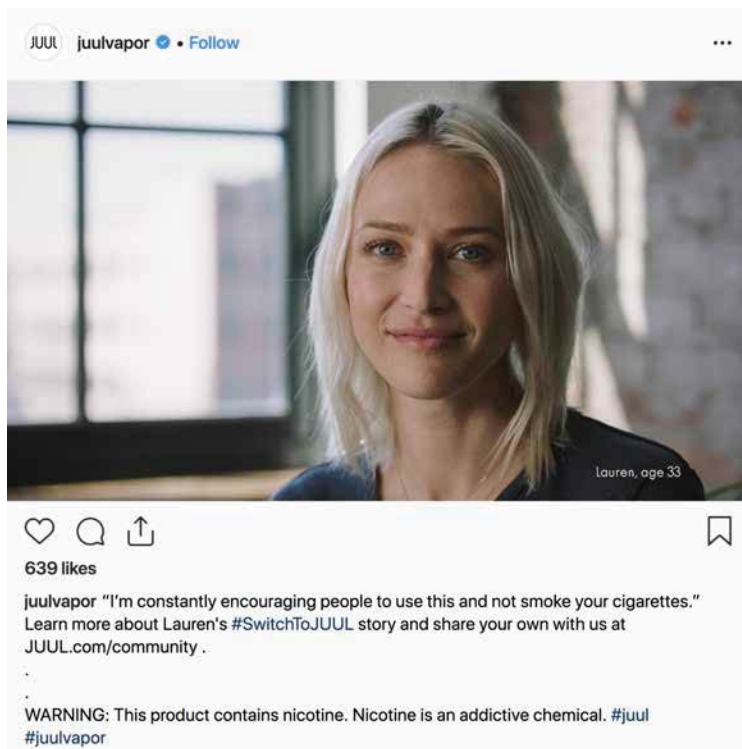 JUUL juulvapor • Follow
Lauren, age 33
639 likes
juulvapor “I’m constantly encouraging people to use this and not smoke your cigarettes.”
Learn more about Lauren's #SwitchToJUUL story and share your own with us at
JUUL.com/community .
.
.
WARNING: This product contains nicotine. Nicotine is an addictive chemical. #juul
#juulvapor